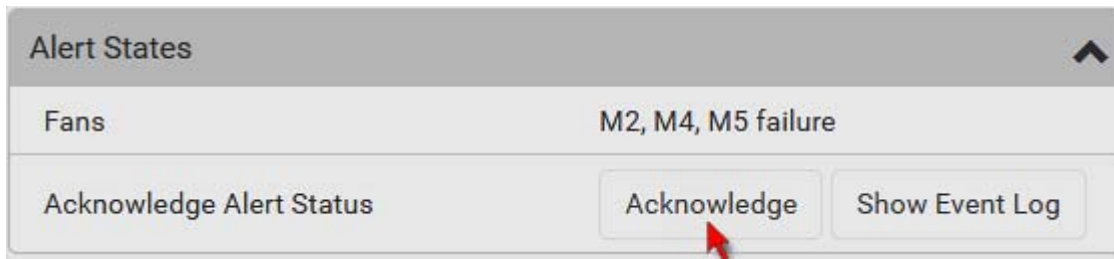 Alert States
Fans M2, M4, M5 failure
Acknowledge Alert Status Acknowledge Show Event Log